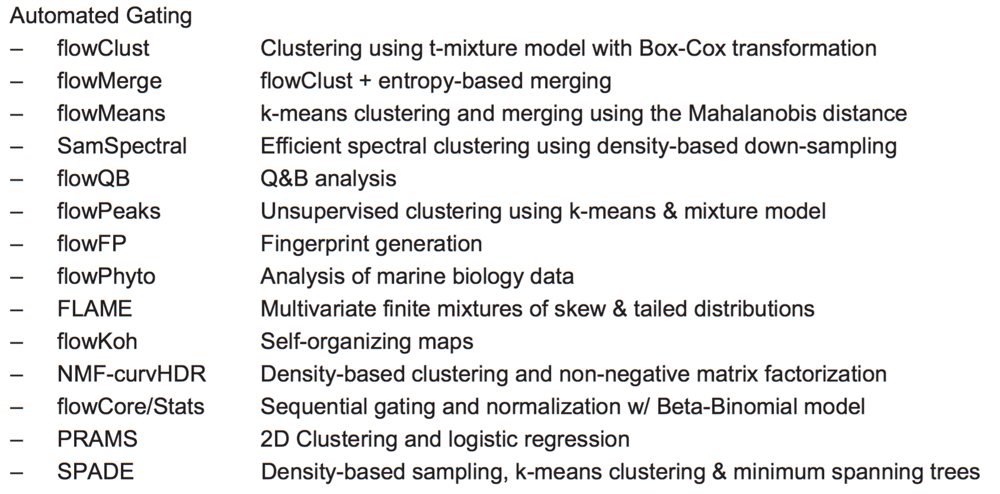 Automated Gating
– flowClust Clustering using t-mixture model with Box-Cox transformation
– flowMerge flowClust + entropy-based merging
– flowMeans k-means clustering and merging using the Mahalanobis distance
– SamSpectral Efficient spectral clustering using density-based down-sampling
– flowQB Q&B analysis
– flowPeaks Unsupervised clustering using k-means & mixture model
– flowFP Fingerprint generation
– flowPhyto Analysis of marine biology data
– FLAME Multivariate finite mixtures of skew & tailed distributions
– flowKoh Self-organizing maps
– NMF-curvHDR Density-based clustering and non-negative matrix factorization
– flowCore/Stats Sequential gating and normalization w/ Beta-Binomial model
– PRAMS 2D Clustering and logistic regression
– SPADE Density-based sampling, k-means clustering & minimum spanning trees